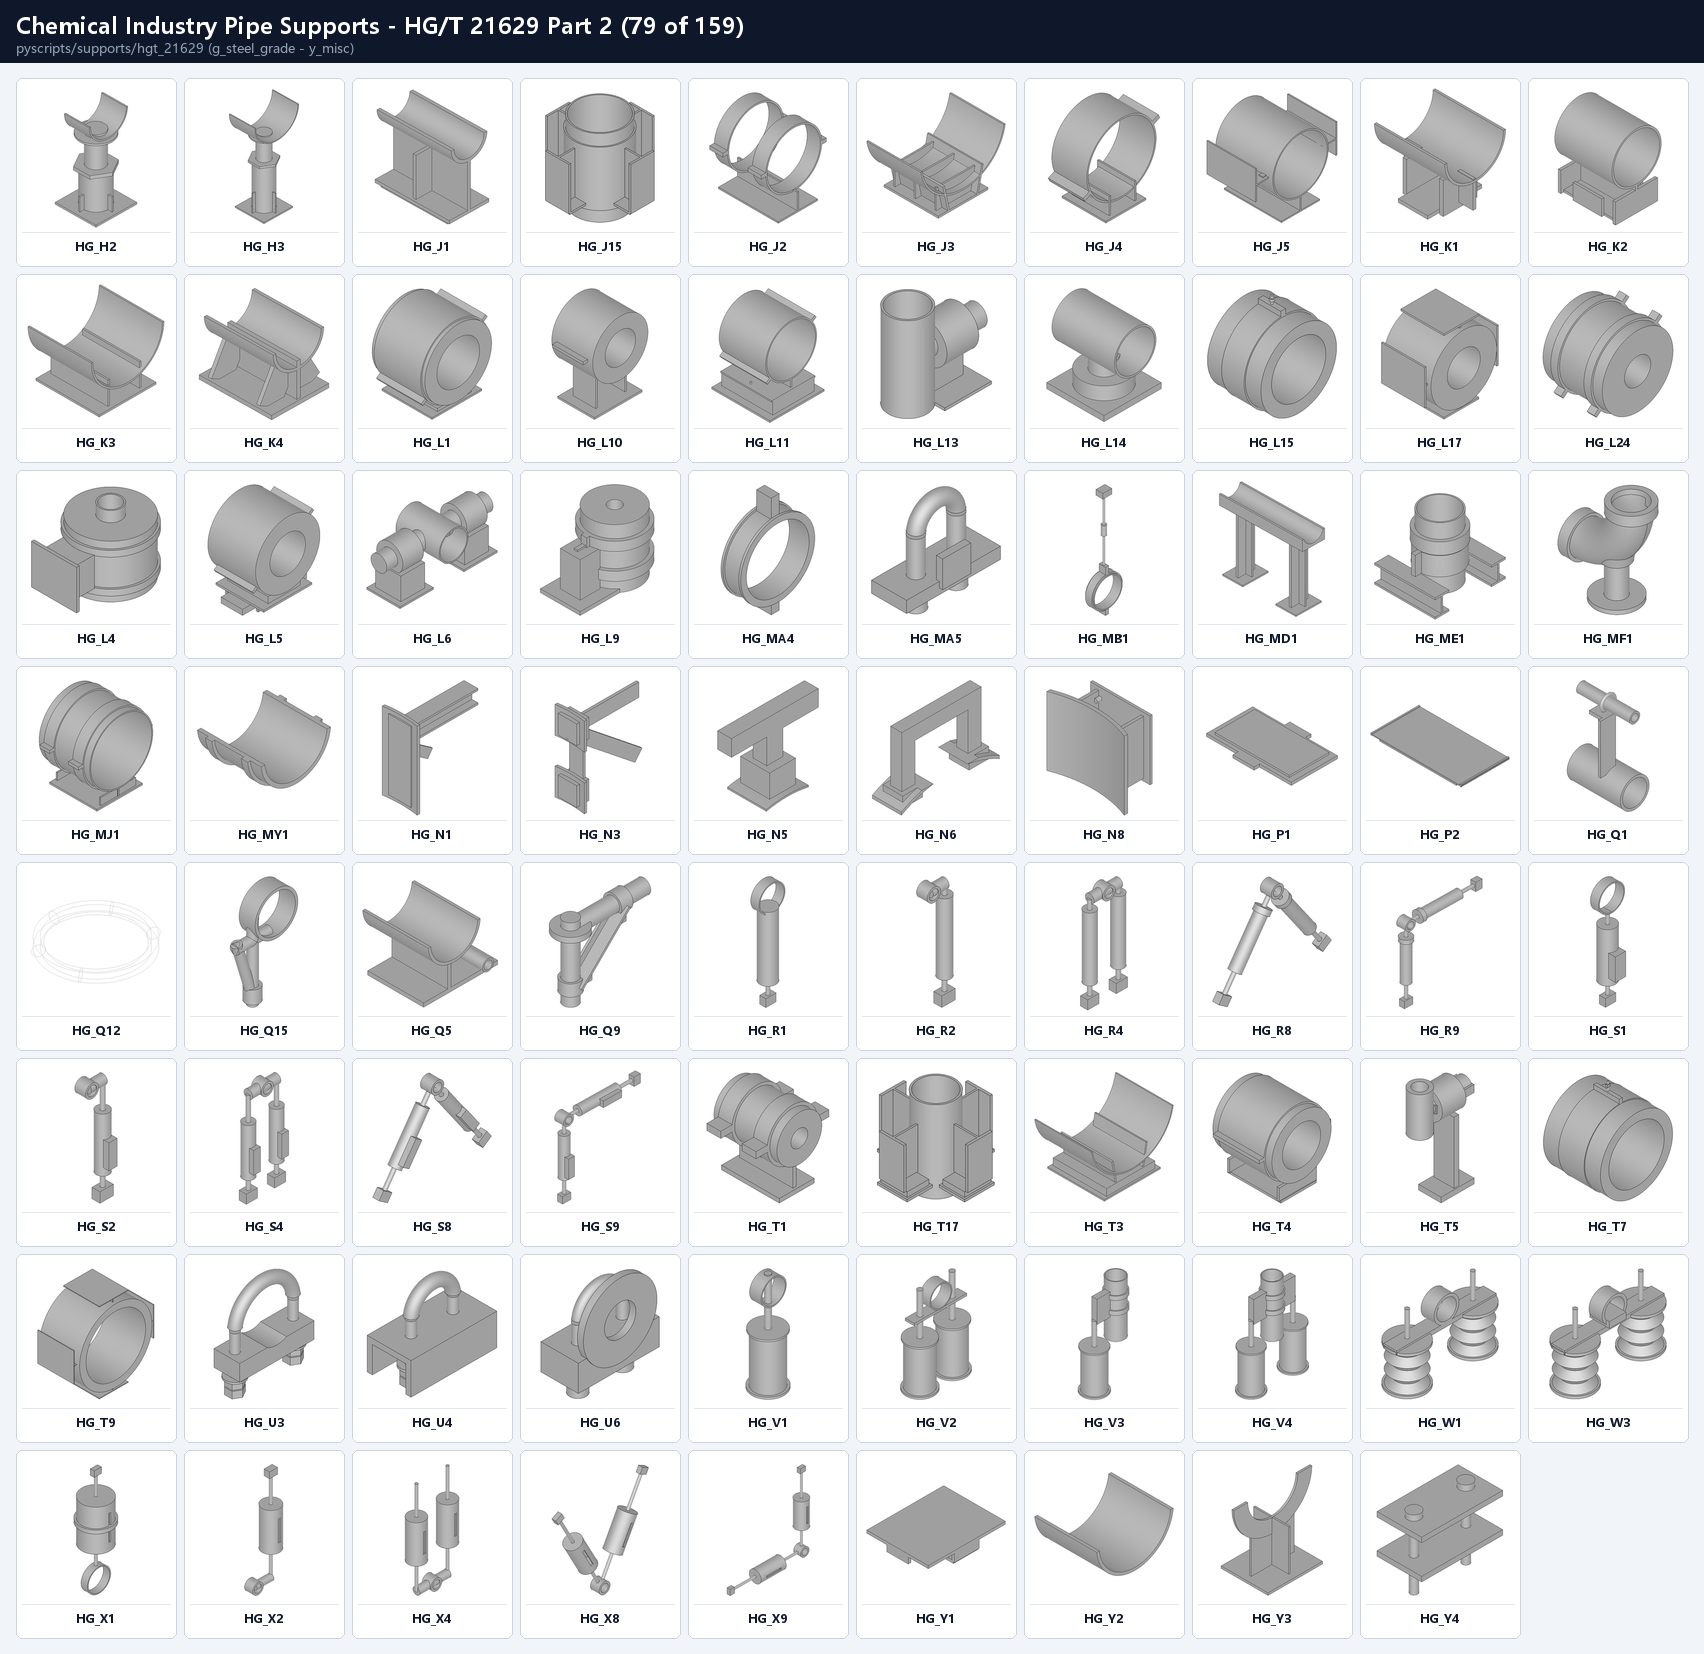 Chemical Industry Pipe Supports - HG/T 21629 Part 2 (79 of 159)
pyscripts/supports/hgt_21629 (g_steel_grade - y_misc)
HG_H2 HG_H3 HG_J1 HG_J15 HG_J2 HG_J3 HG_J4 HG_J5 HG_K1 HG_K2
HG_K3 HG_K4 HG_L1 HG_L10 HG_L11 HG_L13 HG_L14 HG_L15 HG_L17 HG_L24
HG_L4 HG_L5 HG_L6 HG_L9 HG_MA4 HG_MA5 HG_MB1 HG_MD1 HG_ME1 HG_MF1
HG_MJ1 HG_MY1 HG_N1 HG_N3 HG_N5 HG_N6 HG_N8 HG_P1 HG_P2 HG_Q1
HG_Q12 HG_Q15 HG_Q5 HG_Q9 HG_R1 HG_R2 HG_R4 HG_R8 HG_R9 HG_S1
HG_S2 HG_S4 HG_S8 HG_S9 HG_T1 HG_T17 HG_T3 HG_T4 HG_T5 HG_T7
HG_T9 HG_U3 HG_U4 HG_U6 HG_V1 HG_V2 HG_V3 HG_V4 HG_W1 HG_W3
HG_X1 HG_X2 HG_X4 HG_X8 HG_X9 HG_Y1 HG_Y2 HG_Y3 HG_Y4